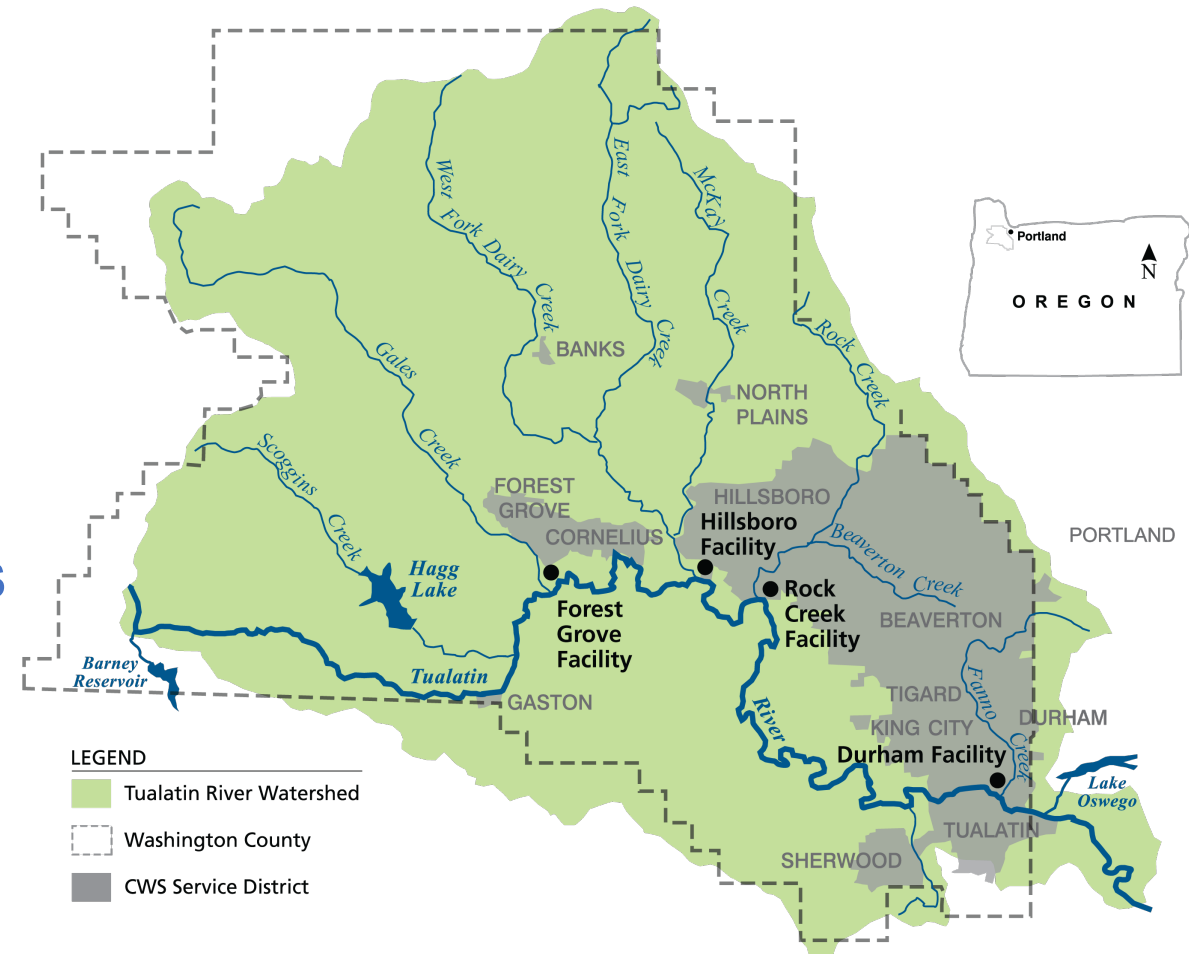 West Fork Dairy Creek
East Fork Dairy Creek
McKay Creek
Portland
N
OREGON
Rock Creek
Gales Creek
BANKS
NORTH
PLAINS
Scoggins Creek
FOREST
GROVE
CORNELIUS
HILLSBORO
Hillsboro
Facility
PORTLAND
Beaverton Creek
Hagg
Lake
Forest
Grove
Facility
Rock
Creek
Facility
BEAVERTON
Barney
Reservoir
Tualatin
River
GASTON
TIGARD
Fanno Creek
KING CITY
DURHAM
Durham Facility
Lake
Oswego
TUALATIN
SHERWOOD
LEGEND
Tualatin River Watershed
Washington County
CWS Service District